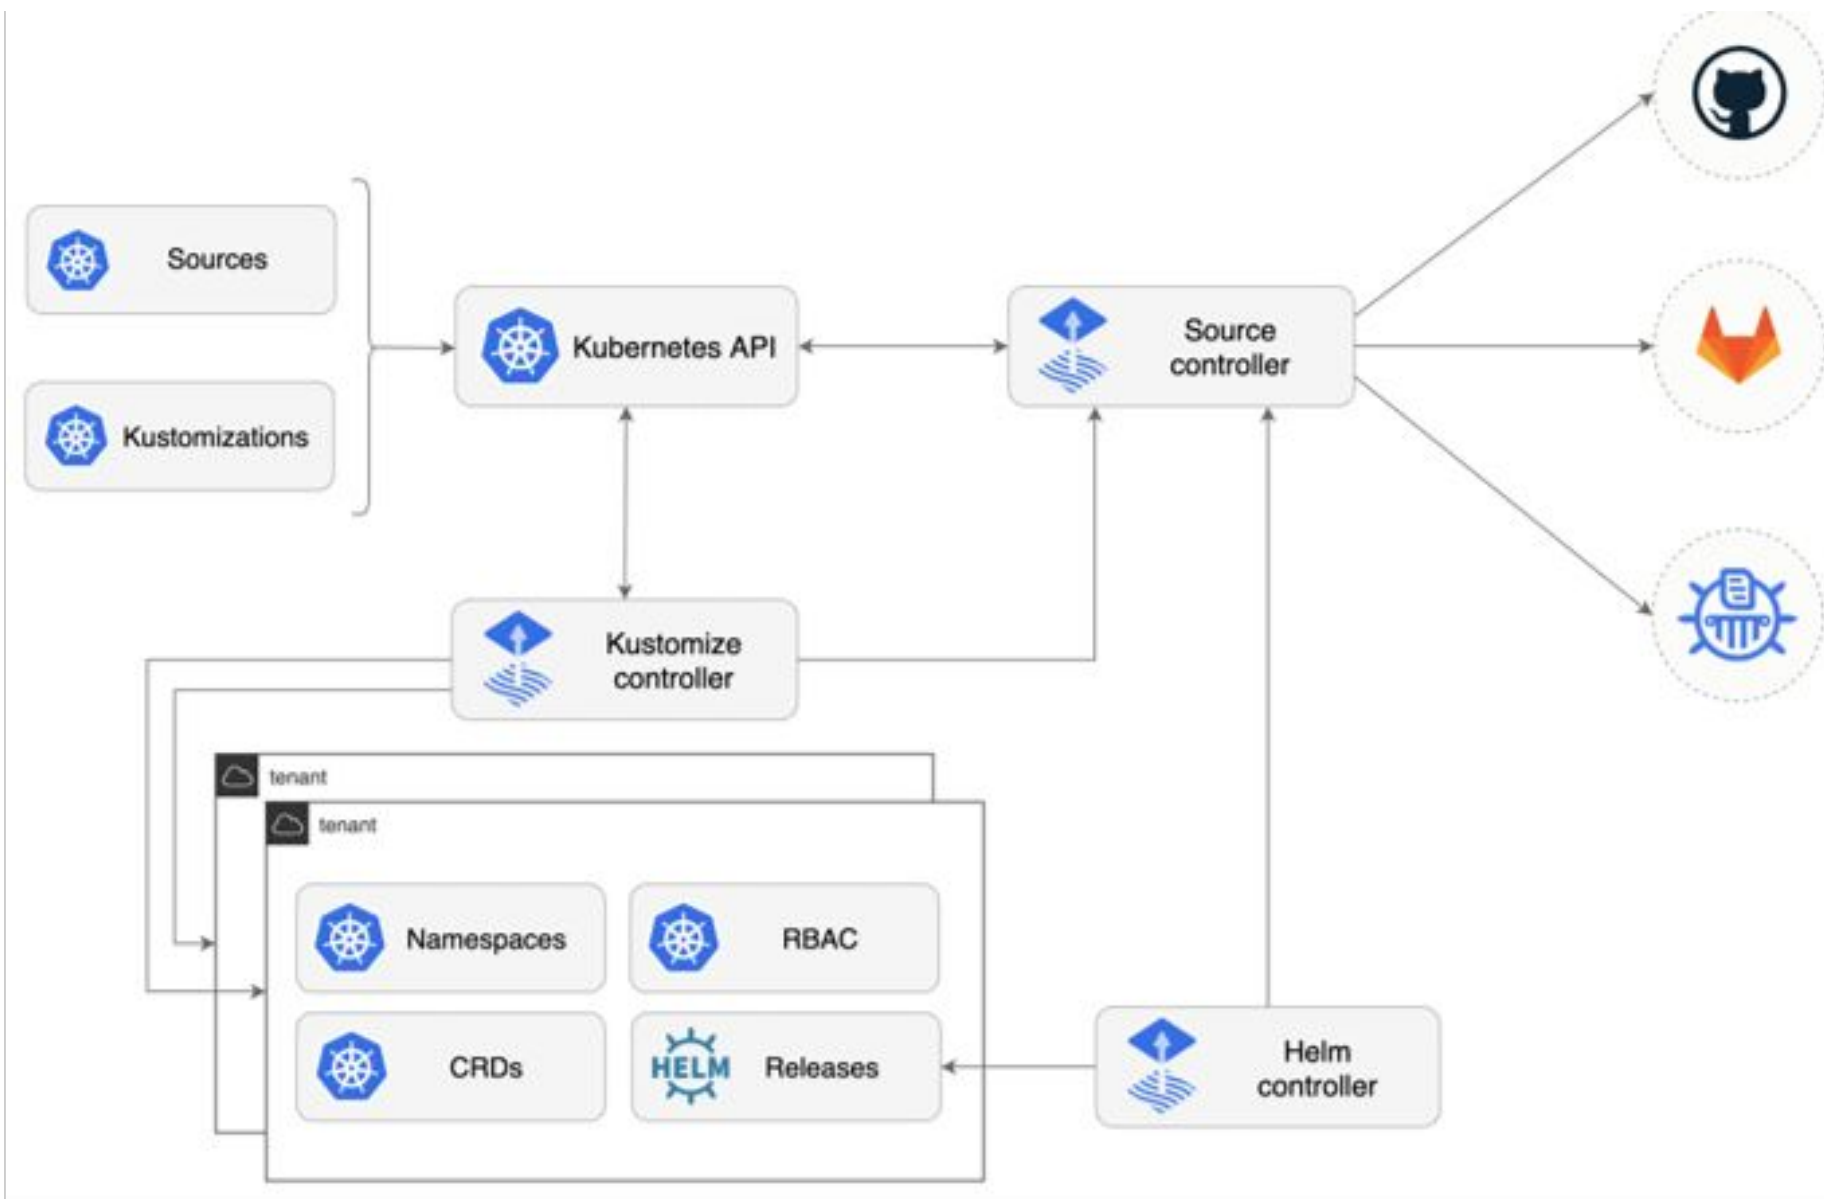 Sources
Kustomizations
Kubernetes API
Source
controller
Kustomize
controller
tenant
tenant
Namespaces
RBAC
CRDs
HELM
Releases
Helm
controller